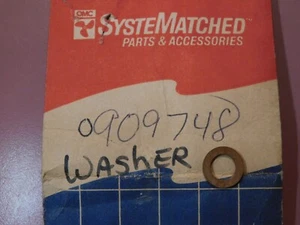 OMC
SYSTEMATCHED
PARTS & ACCESSORIES
0909748
WASHER